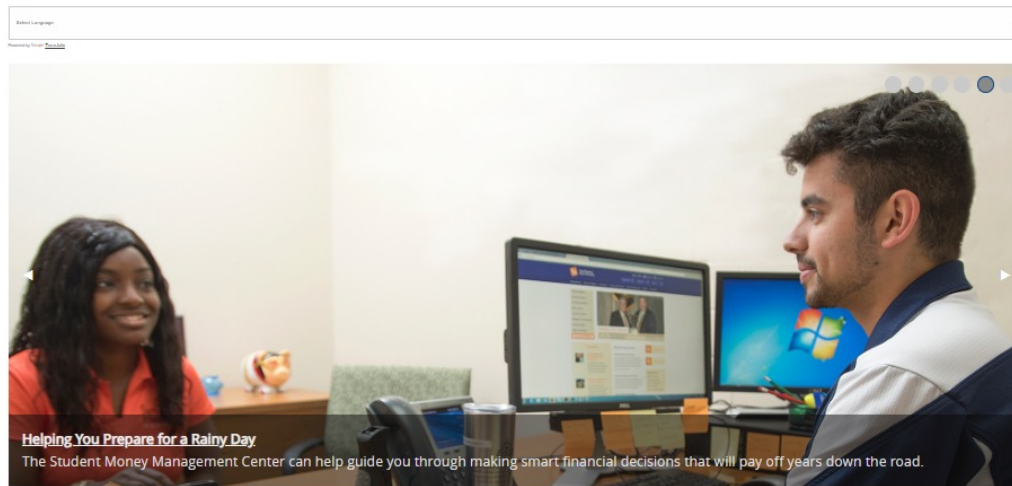 Select Language
Powered by Google Translate
Helping You Prepare for a Rainy Day
The Student Money Management Center can help guide you through making smart financial decisions that will pay off years down the road.
DELL